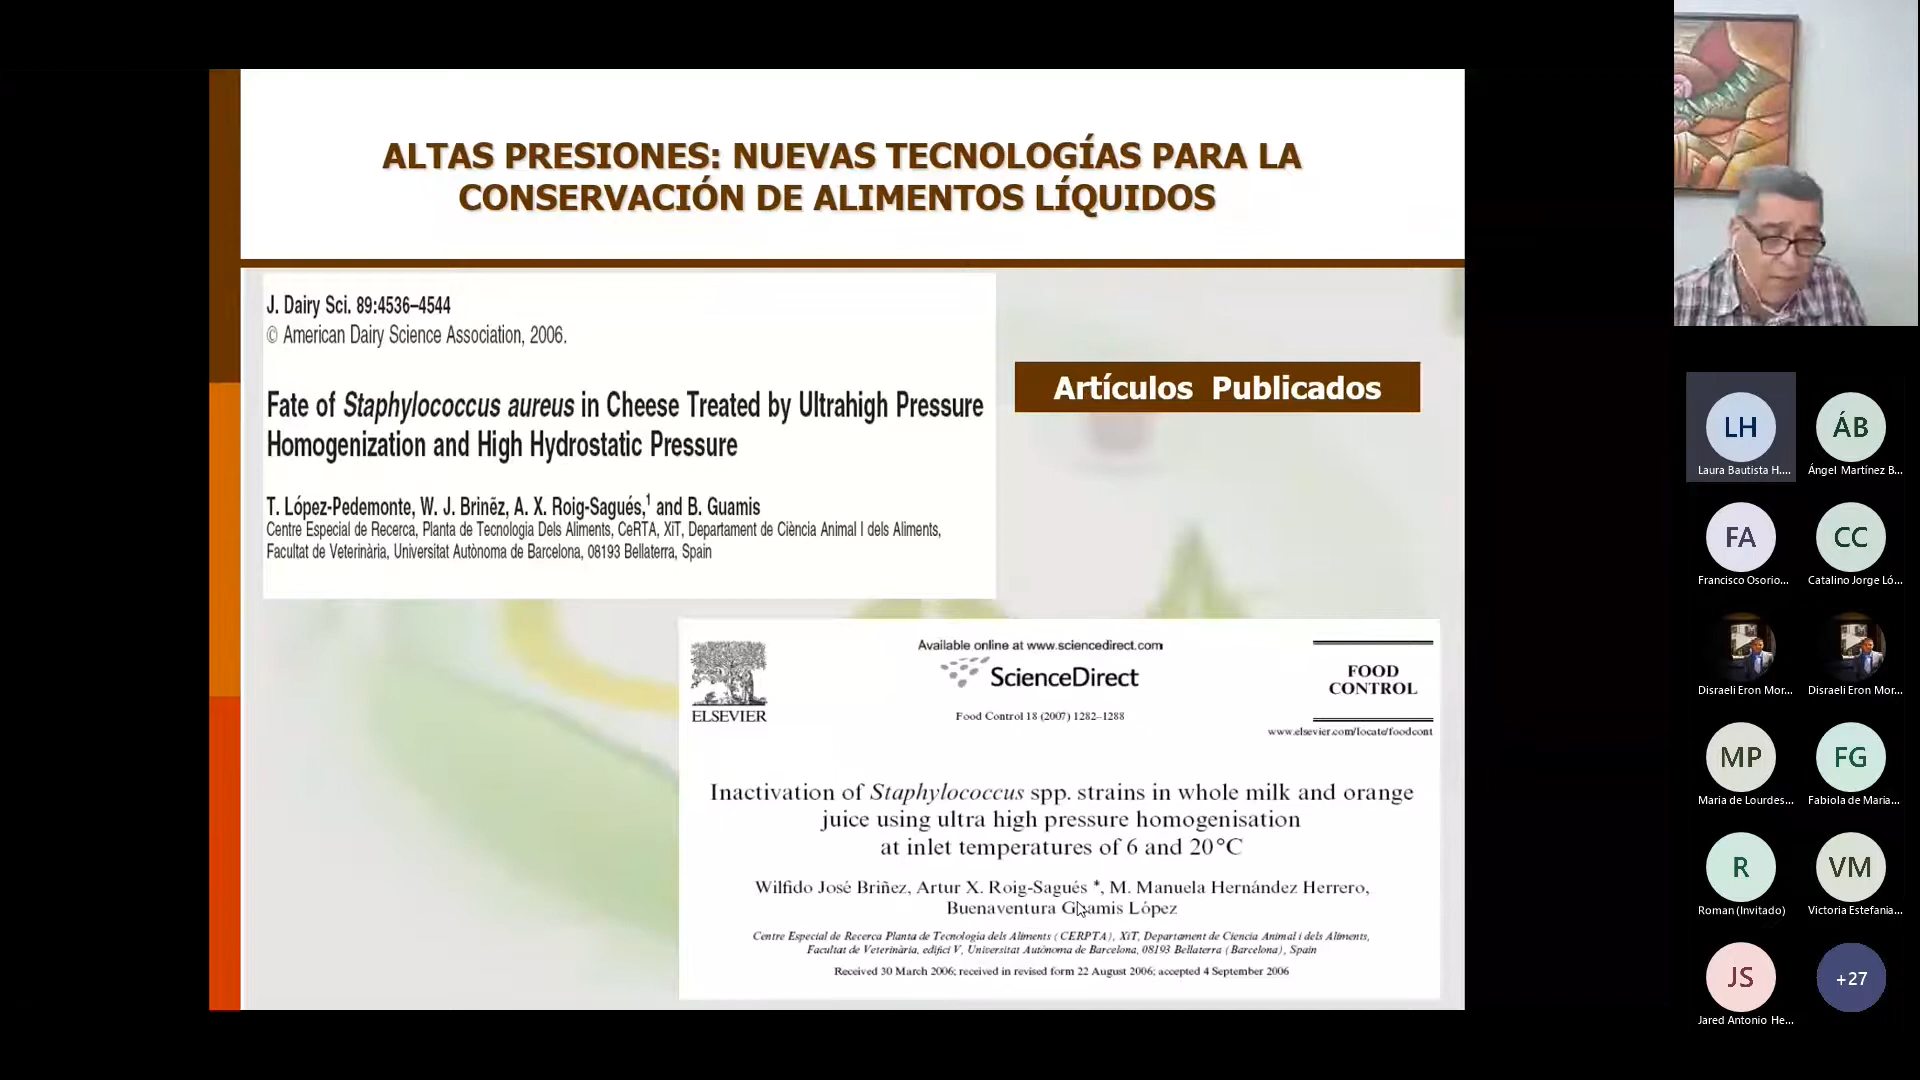 ALTAS PRESIONES: NUEVAS TECNOLOGÍAS PARA LA
CONSERVACIÓN DE ALIMENTOS LÍQUIDOS
J. Dairy Sci. 89:4536–4544
© American Dairy Science Association, 2006.
Fate of Staphylococcus aureus in Cheese Treated by Ultrahigh Pressure
Homogenization and High Hydrostatic Pressure
T. López-Pedemonte, W. J. Brinẽz, A. X. Roig-Sagués,1 and B. Guamis
Centre Especial de Recerca, Planta de Tecnologia Dels Aliments, CeRTA, XiT, Departament de Ciència Animal I dels Aliments,
Facultat de Veterinària, Universitat Autònoma de Barcelona, 08193 Bellaterra, Spain
Artículos Publicados
ELSEVIER
Available online at www.sciencedirect.com
ScienceDirect
Food Control 18 (2007) 1282–1288
FOOD
CONTROL
www.elsevier.com/locate/foodcont
Inactivation of Staphylococcus spp. strains in whole milk and orange
juice using ultra high pressure homogenisation
at inlet temperatures of 6 and 20 °C
Wilfido José Briñez, Artur X. Roig-Sagués *, M. Manuela Hernández Herrero,
Buenaventura Guamis López
Centre Especial de Recerca Planta de Tecnologia dels Aliments (CERPTA), XiT, Departament de Ciencia Animal i dels Aliments,
Facultat de Veterinària, edifici V, Universitat Autònoma de Barcelona, 08193 Bellaterra (Barcelona), Spain
Received 30 March 2006; received in revised form 22 August 2006; accepted 4 September 2006
LH
Laura Bautista H....
ÁB
Ángel Martínez B...
FA
Francisco Osorio...
CC
Catalino Jorge Ló...
Disraeli Eron Mor...
Disraeli Eron Mor...
MP
Maria de Lourdes...
FG
Fabiola de Maria...
R
Roman (Invitado)
VM
Victoria Estefania...
JS
Jared Antonio He...
+27